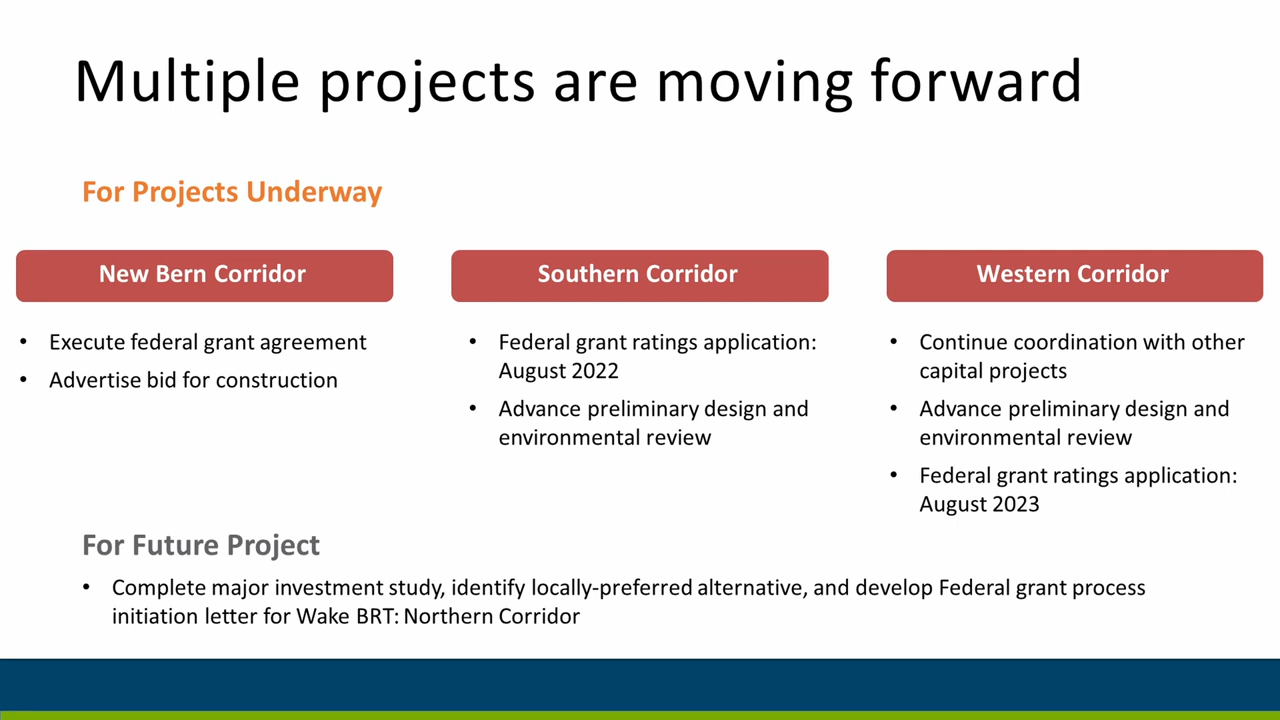 Multiple projects are moving forward
For Projects Underway
New Bern Corridor
• Execute federal grant agreement
• Advertise bid for construction
Southern Corridor
• Federal grant ratings application:
August 2022
• Advance preliminary design and
environmental review
Western Corridor
• Continue coordination with other
capital projects
• Advance preliminary design and
environmental review
• Federal grant ratings application:
August 2023
For Future Project
• Complete major investment study, identify locally-preferred alternative, and develop Federal grant process
initiation letter for Wake BRT: Northern Corridor